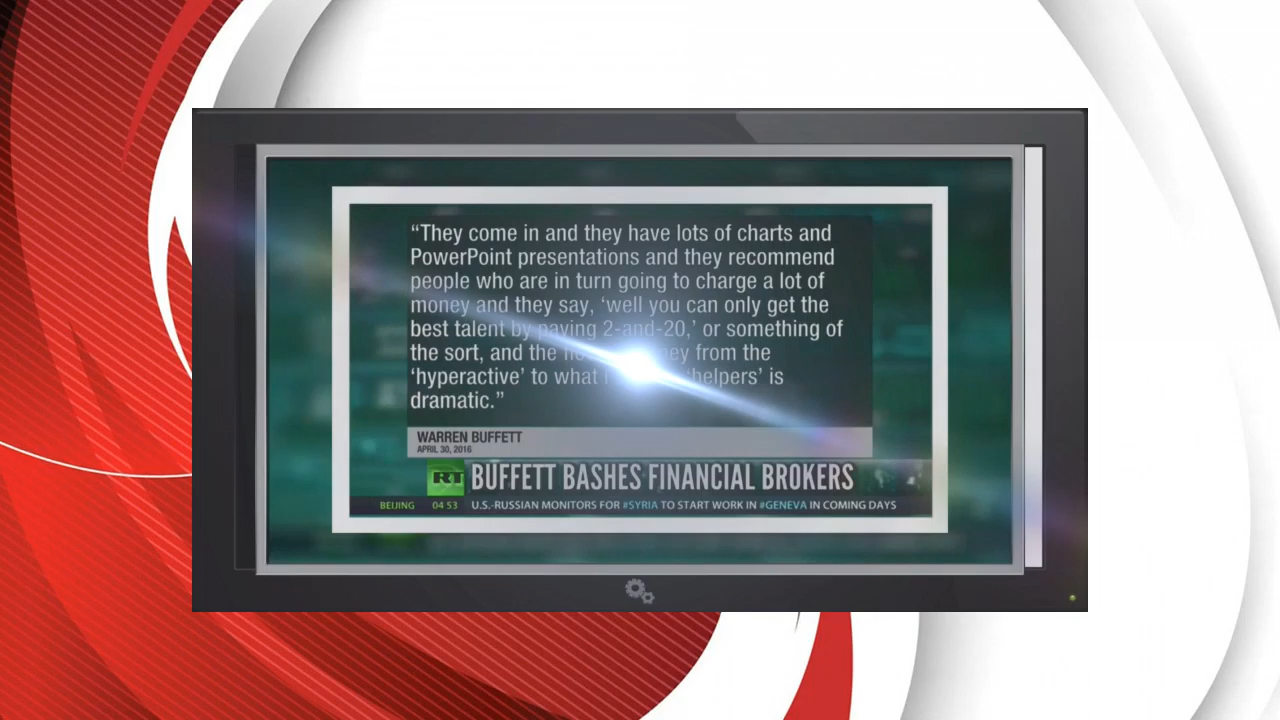 “They come in and they have lots of charts and
PowerPoint presentations and they recommend
people who are in turn going to charge a lot of
money and they say, ‘well you can only get the
best talent by paying 2-and-20,’ or something of
the sort, and the from the
‘hyperactive’ to what ‘helpers’ is
dramatic.”
WARREN BUFFETT
APRIL 30, 2016
RT BUFFETT BASHES FINANCIAL BROKERS
BEIJING 04 53 U.S.-RUSSIAN MONITORS FOR #SYRIA TO START WORK IN #GENEVA IN COMING DAYS